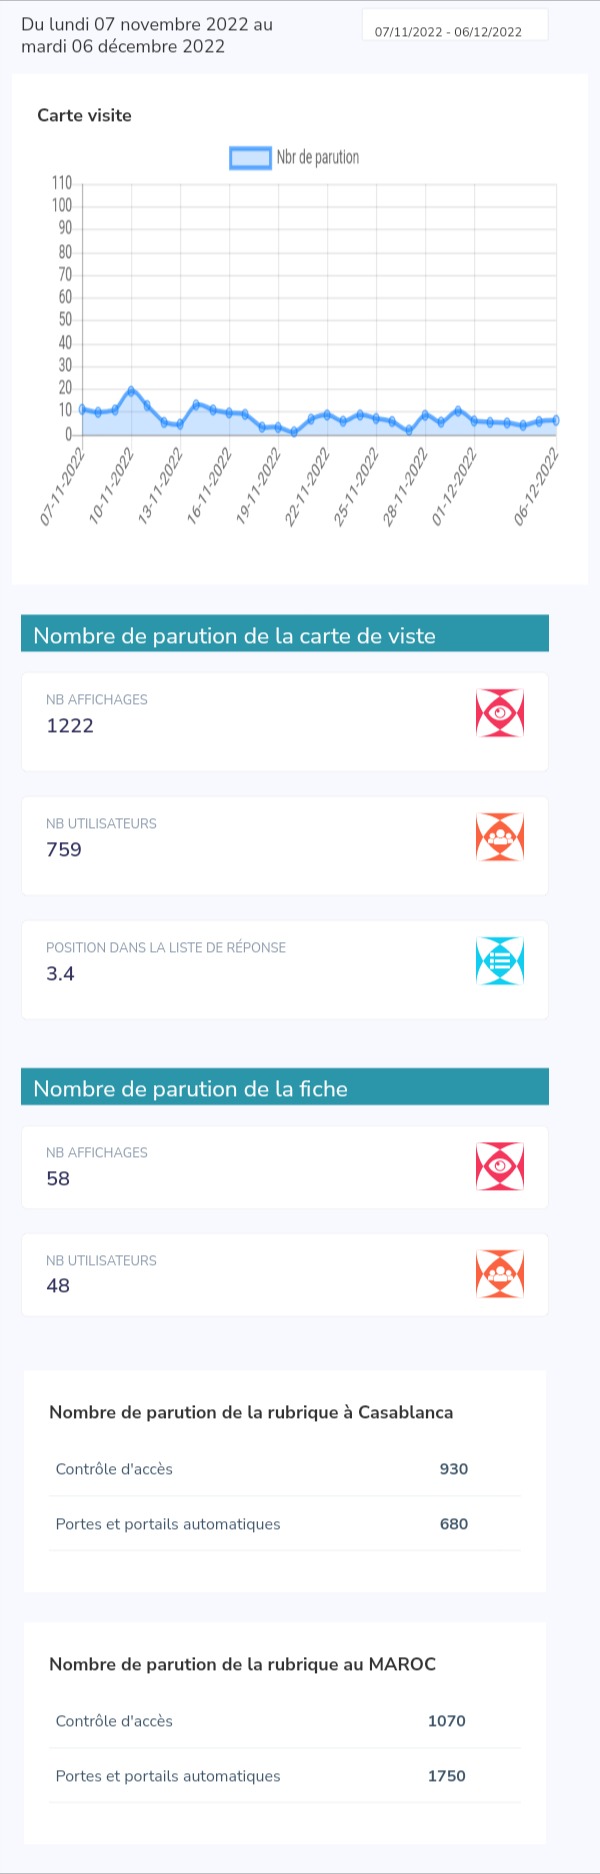 Du lundi 07 novembre 2022 au
mardi 06 décembre 2022
07/11/2022 - 06/12/2022
Carte visite
Nbr de parution
110
100
90
80
70
60
50
40
30
20
10
0
07-11-2022
10-11-2022
13-11-2022
16-11-2022
19-11-2022
22-11-2022
25-11-2022
28-11-2022
01-12-2022
06-12-2022
Nombre de parution de la carte de viste
NB AFFICHAGES
1222
NB UTILISATEURS
759
POSITION DANS LA LISTE DE RÉPONSE
3.4
Nombre de parution de la fiche
NB AFFICHAGES
58
NB UTILISATEURS
48
Nombre de parution de la rubrique à Casablanca
Contrôle d'accès 930
Portes et portails automatiques 680
Nombre de parution de la rubrique au MAROC
Contrôle d'accès 1070
Portes et portails automatiques 1750